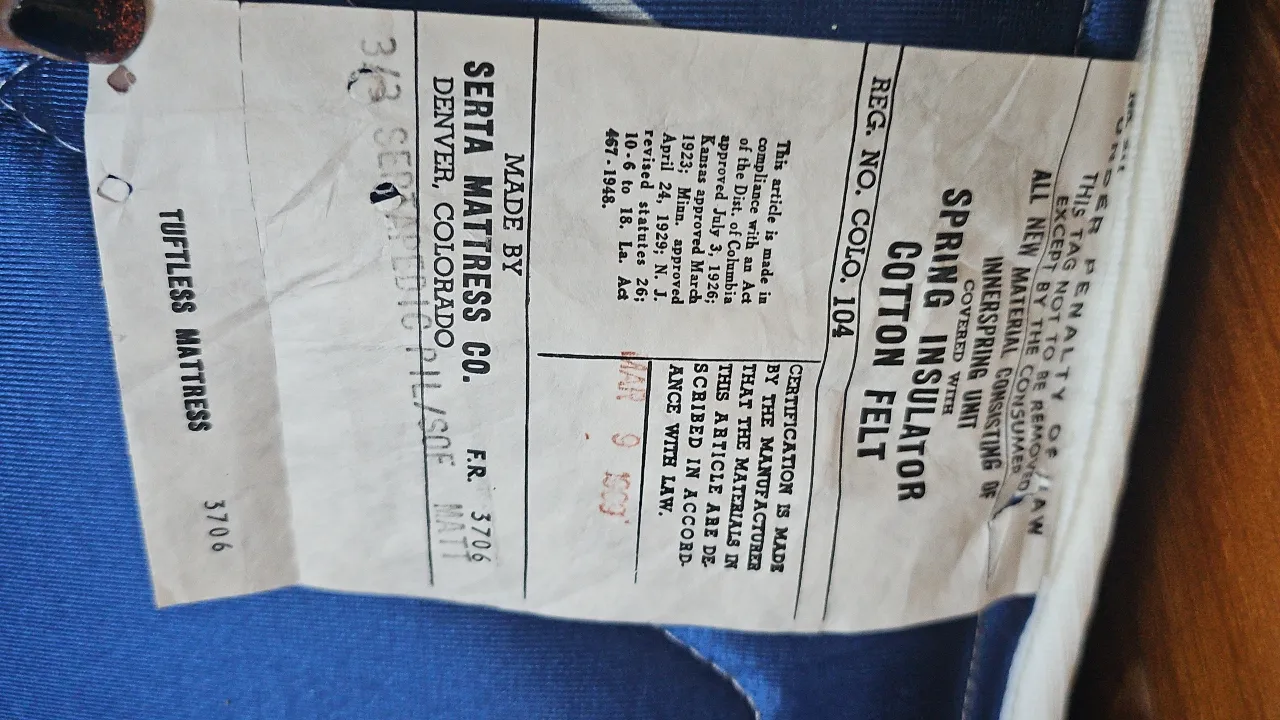 UNDER PENALTY OF LAW
THIS TAG NOT TO BE REMOVED
EXCEPT BY THE CONSUMER
ALL NEW MATERIAL CONSISTING OF
INNERSPRING UNIT
COVERED WITH
SPRING INSULATOR
COTTON FELT
REG. NO. COLO. 104
This article is made in
compliance with an Act
of the Dist. of Columbia
approved July 3, 1926;
Kansas approved March
1923; Minn. approved
April 24, 1929; N. J.
revised statutes 26;
10-6 to 18. La. Act
467-1948.
CERTIFICATION IS MADE
BY THE MANUFACTURER
THAT THE MATERIALS IN
THIS ARTICLE ARE DE-
SCRIBED IN ACCORD-
ANCE WITH LAW.
MAR 9
MADE BY
SERTA MATTRESS CO. F.R. 3706
DENVER, COLORADO
3/3 SERTAPEDIC MATT
TUFTLESS MATTRESS 3706